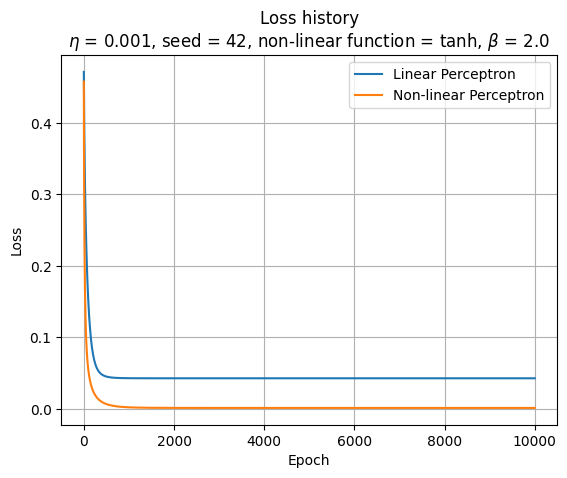 Loss history
η = 0.001, seed = 42, non-linear function = tanh, β = 2.0
Linear Perceptron
Non-linear Perceptron
Loss
0.4
0.3
0.2
0.1
0.0
0 2000 4000 6000 8000 10000
Epoch